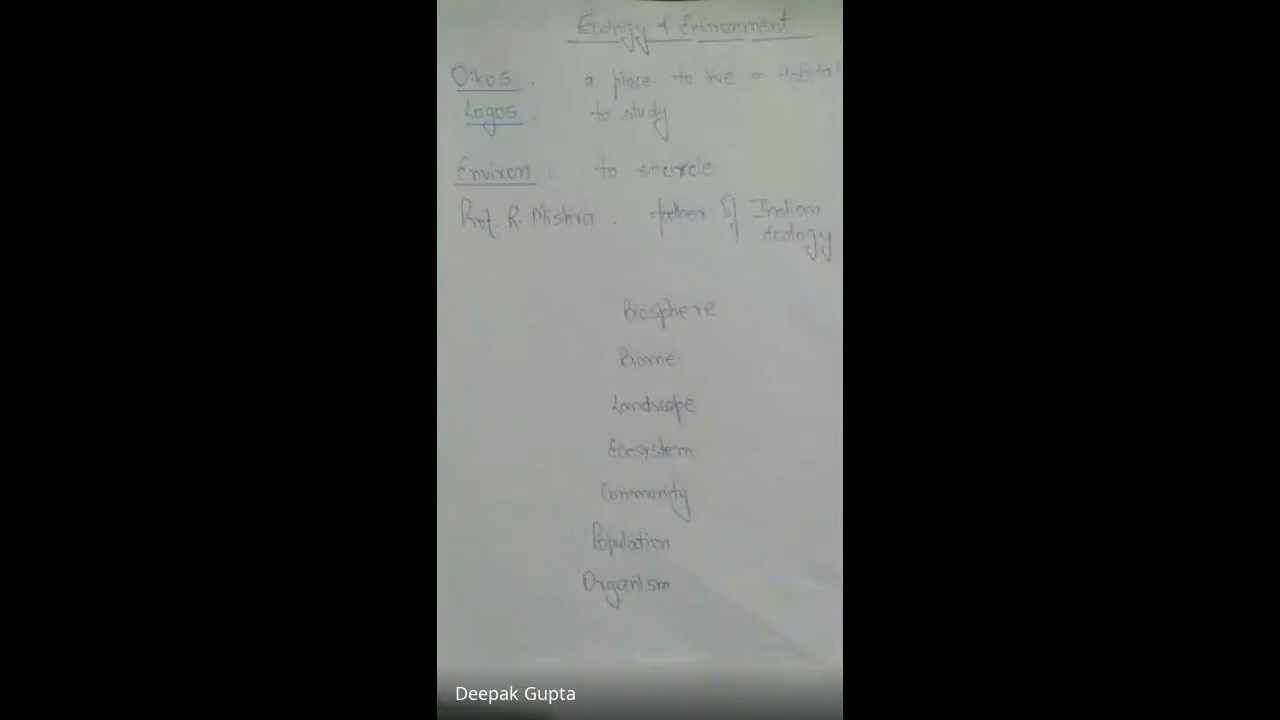 Ecology & Environment
Oikos. a place to live = Habitat
Logos to study
Environ : to encircle
Prof. R. Mishra. father of Indian
Ecology
Biosphere
Biome
Landscape
Ecosystem
Community
Population
Organism
Deepak Gupta